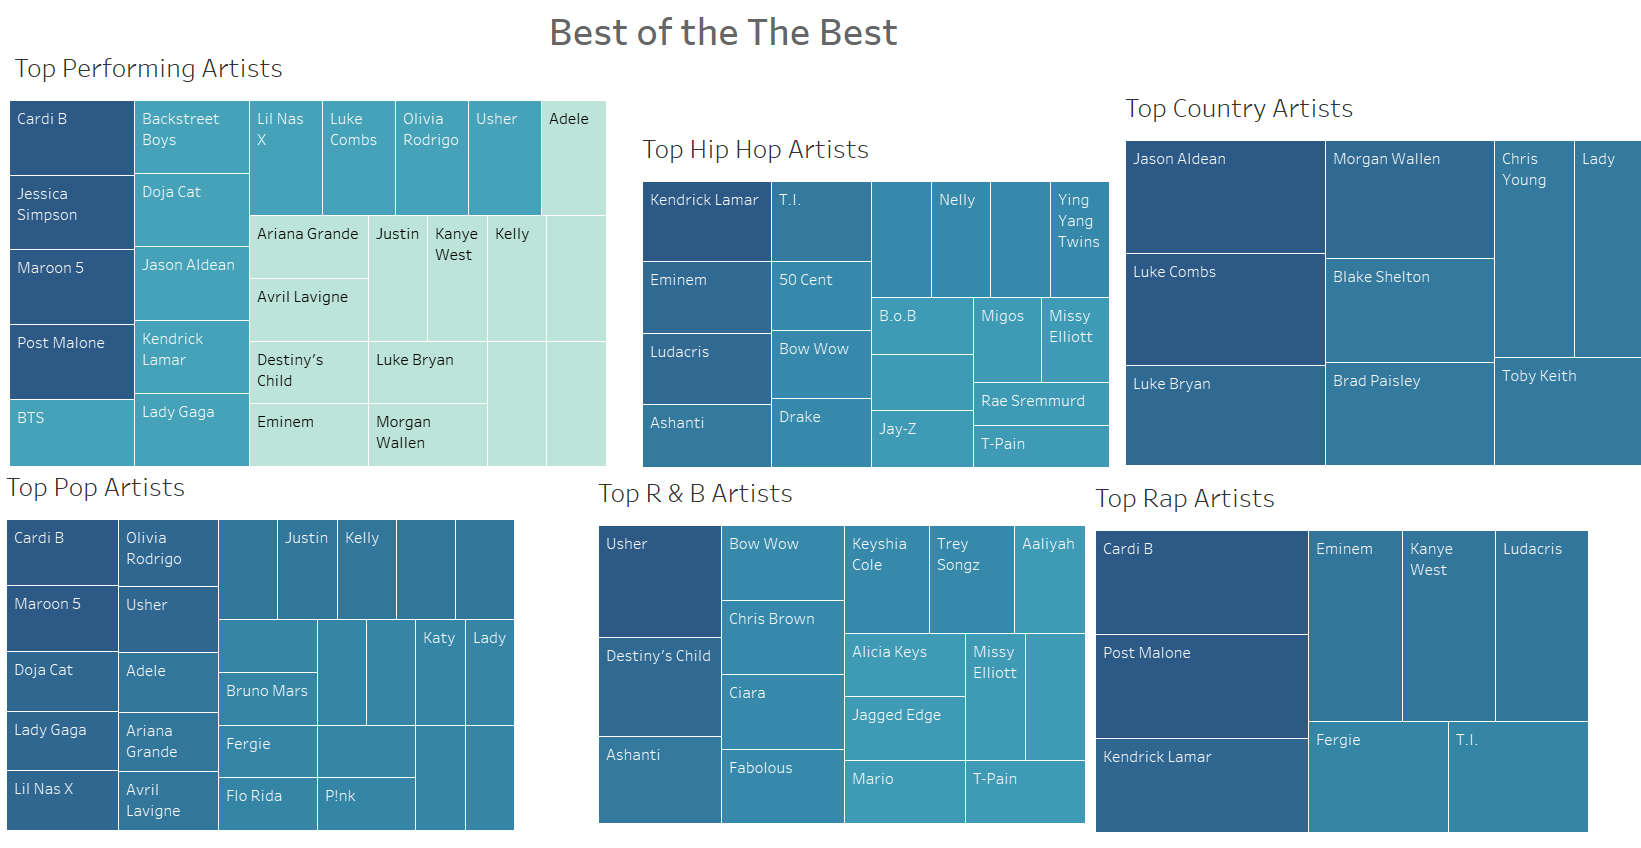 Best of the The Best
Top Performing Artists
Cardi B
Jessica
Simpson
Maroon 5
Post Malone
BTS
Backstreet
Boys
Doja Cat
Jason Aldean
Kendrick
Lamar
Lady Gaga
Lil Nas
X
Luke
Combs
Olivia
Rodrigo
Usher
Adele
Ariana Grande
Avril Lavigne
Justin
Kanye
West
Kelly
Destiny’s
Child
Eminem
Luke Bryan
Morgan
Wallen
Top Hip Hop Artists
Kendrick Lamar
Eminem
Ludacris
Ashanti
T.I.
50 Cent
Bow Wow
Drake
Nelly
Ying
Yang
Twins
B.o.B
Jay-Z
Migos
Missy
Elliott
Rae Sremmurd
T-Pain
Top Country Artists
Jason Aldean
Luke Combs
Luke Bryan
Morgan Wallen
Blake Shelton
Brad Paisley
Chris
Young
Lady
Toby Keith
Top Pop Artists
Cardi B
Maroon 5
Doja Cat
Lady Gaga
Lil Nas X
Olivia
Rodrigo
Usher
Adele
Ariana
Grande
Avril
Lavigne
Justin
Kelly
Bruno Mars
Fergie
Flo Rida
P!nk
Katy
Lady
Top R & B Artists
Usher
Destiny’s Child
Ashanti
Bow Wow
Chris Brown
Ciara
Fabolous
Keyshia
Cole
Trey
Songz
Aaliyah
Alicia Keys
Jagged Edge
Missy
Elliott
Mario
T-Pain
Top Rap Artists
Cardi B
Post Malone
Kendrick Lamar
Eminem
Kanye
West
Ludacris
Fergie
T.I.